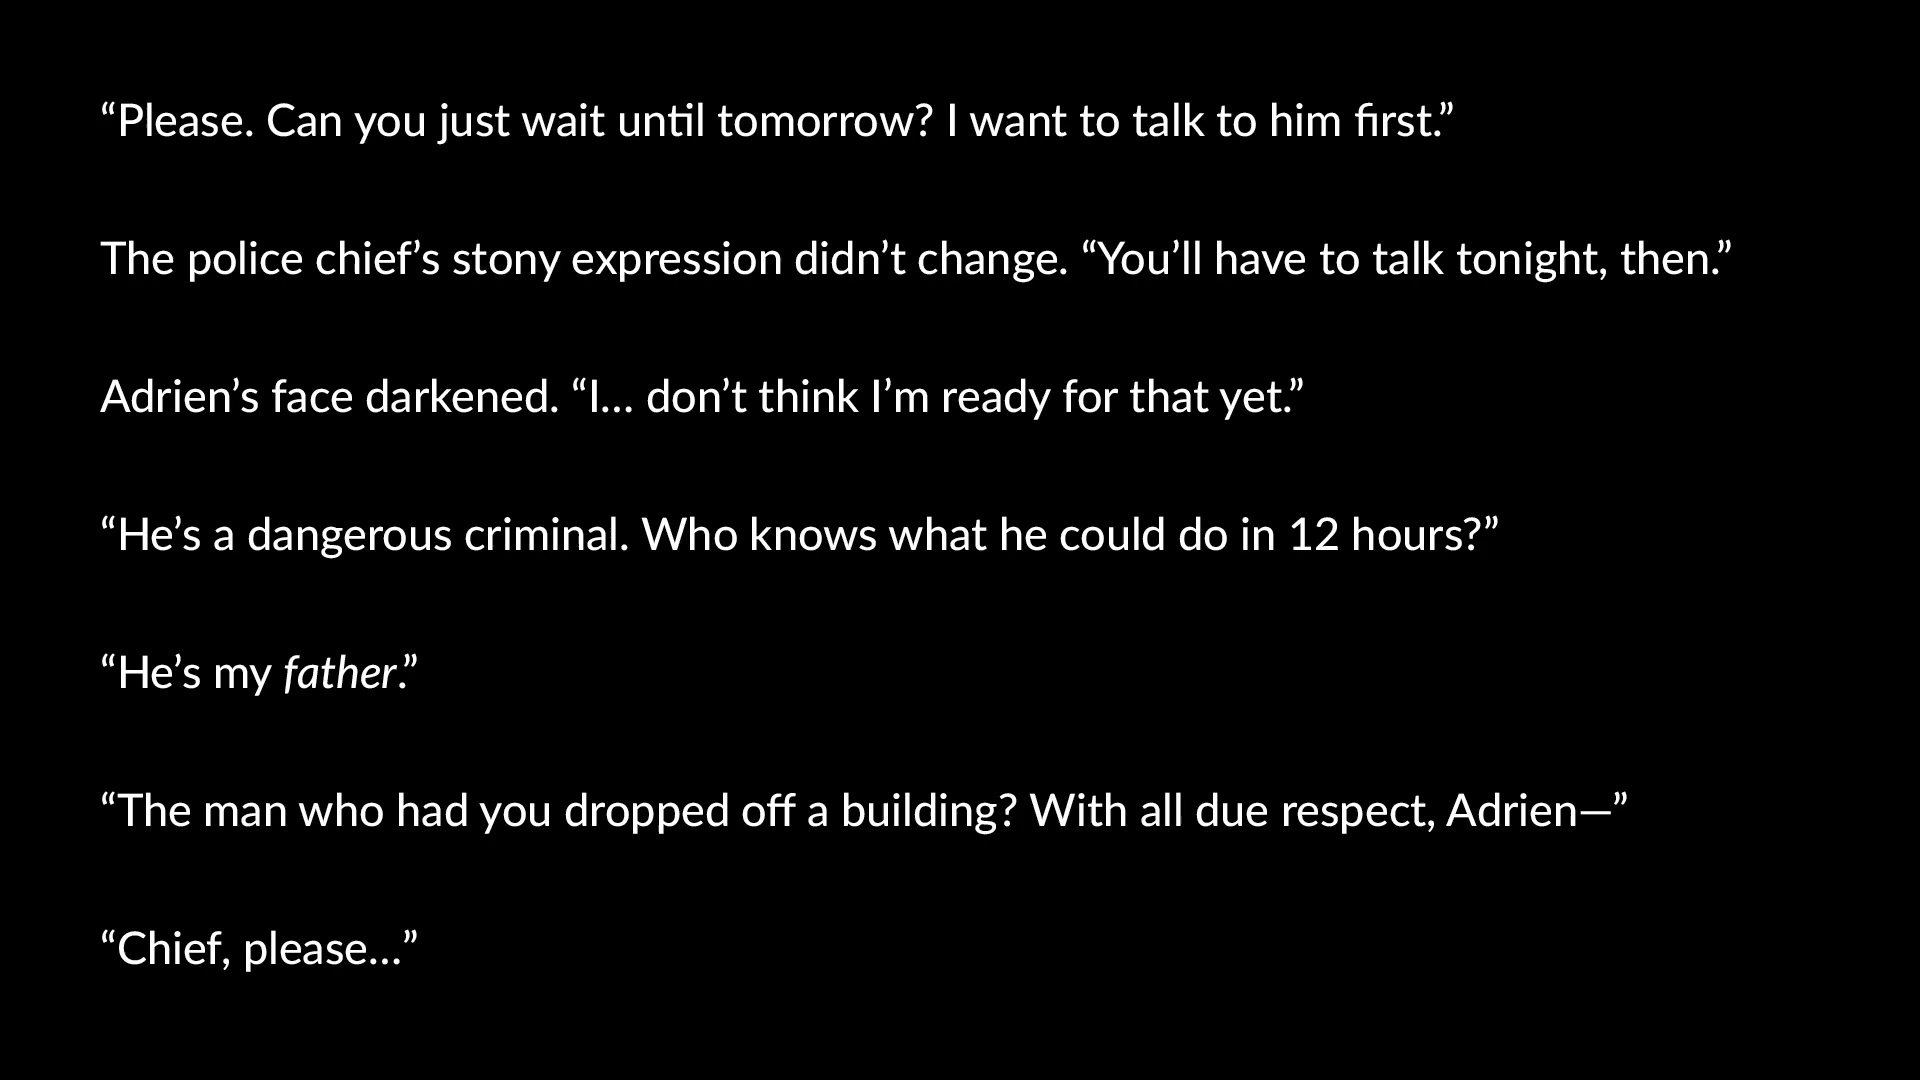 “Please. Can you just wait until tomorrow? I want to talk to him first.”
The police chief’s stony expression didn’t change. “You’ll have to talk tonight, then.”
Adrien’s face darkened. “I… don’t think I’m ready for that yet.”
“He’s a dangerous criminal. Who knows what he could do in 12 hours?”
“He’s my father.”
“The man who had you dropped off a building? With all due respect, Adrien—”
“Chief, please…”